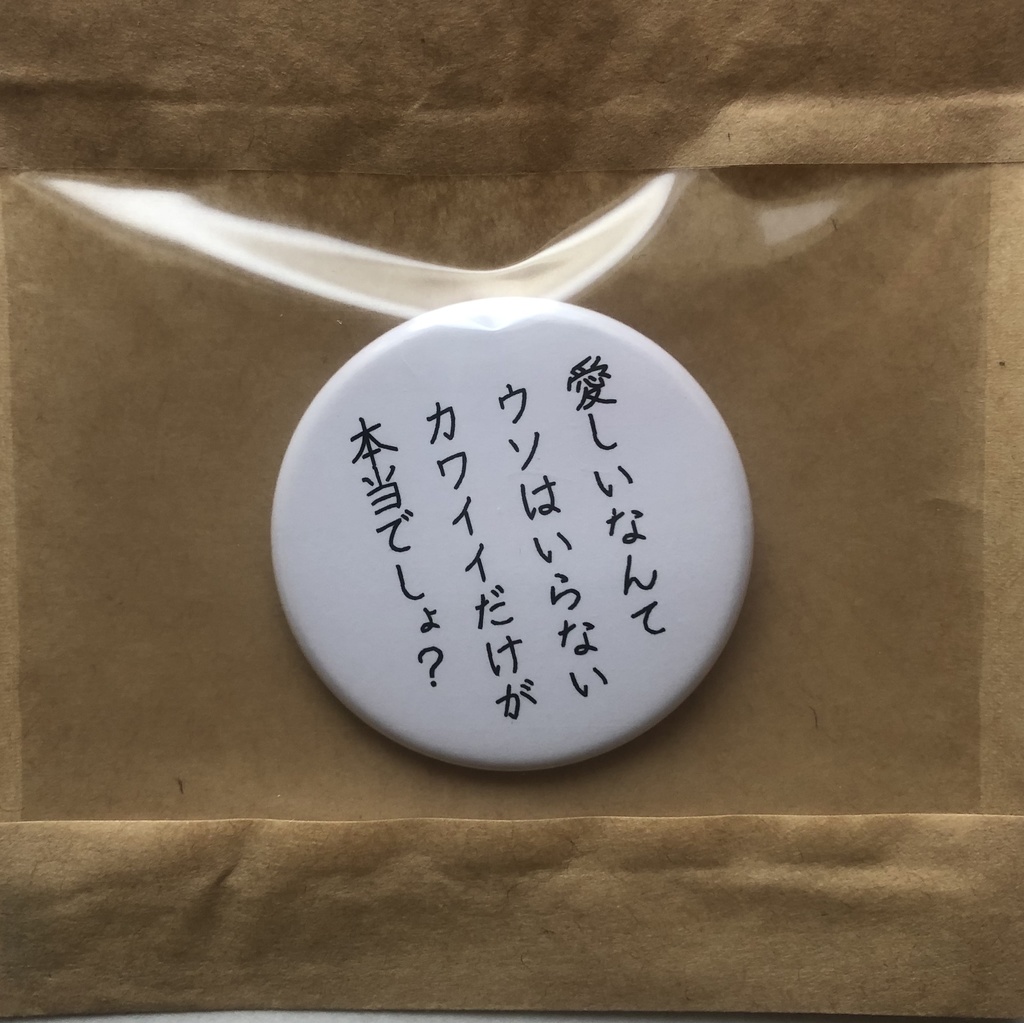 愛しいなんて
ウソはいらない
カワイイだけが
本当でしょ？